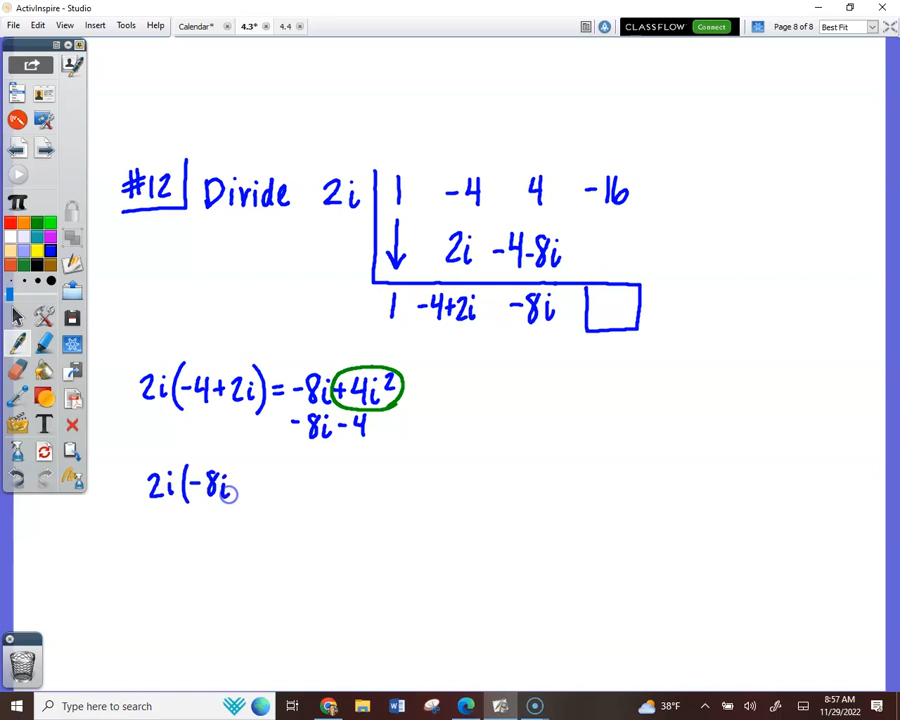 ActivInspire - Studio
File Edit View Insert Tools Help Calendar* 4.3* 4.4 CLASSFLOW Connect Page 8 of 8 Best Fit
#12 Divide 2i 1 -4 4 -16
2i -4-8i
1 -4+2i -8i
2i(-4+2i)=-8i+4i²
-8i-4
2i(-8i
Type here to search
38°F
8:57 AM
11/29/2022